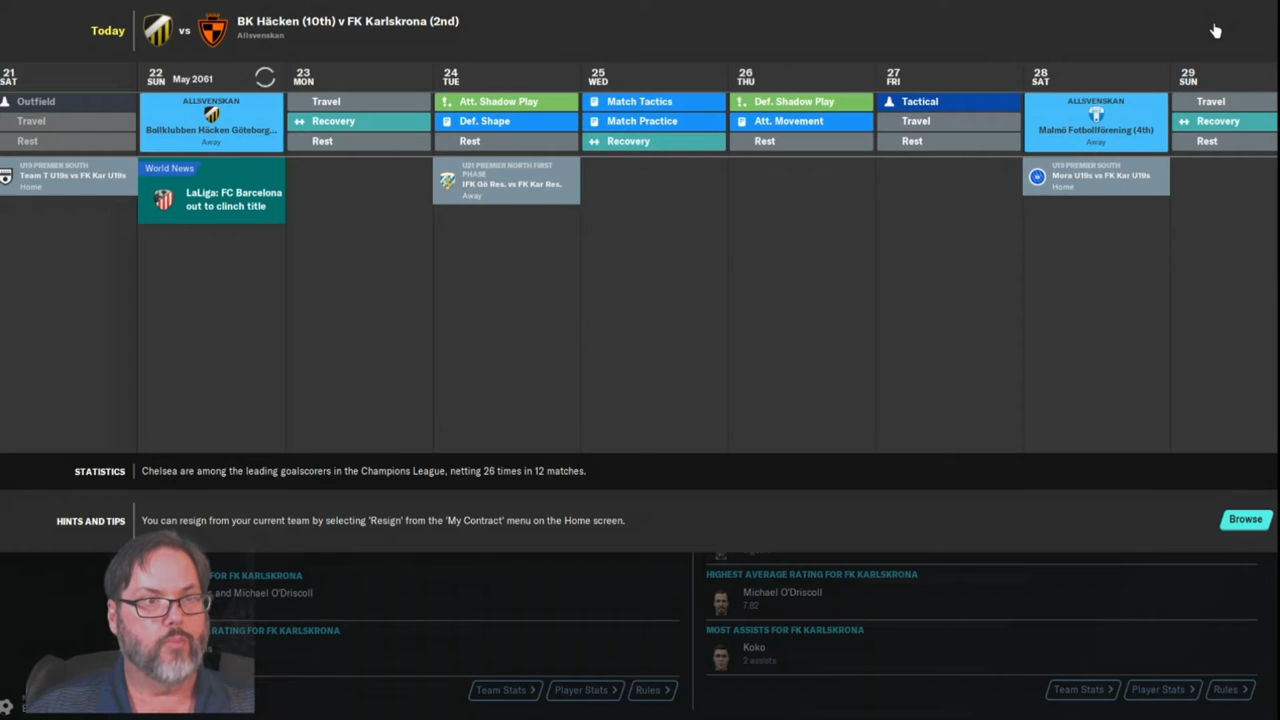 Today
vs
BK Häcken (10th) v FK Karlskrona (2nd)
Allsvenskan
21
SAT
22
SUN May 2061
23
MON
24
TUE
25
WED
26
THU
27
FRI
28
SAT
29
SUN
Outfield
Travel
Rest
ALLSVENSKAN
Bollklubben Häcken Göteborg...
Away
Travel
Recovery
Rest
Att. Shadow Play
Def. Shape
Rest
Match Tactics
Match Practice
Recovery
Def. Shadow Play
Att. Movement
Rest
Tactical
Travel
Rest
ALLSVENSKAN
Malmö Fotbollförening (4th)
Away
Travel
Recovery
Rest
U19 PREMIER SOUTH
Team T U19s vs FK Kar U19s
Home
World News
LaLiga: FC Barcelona
out to clinch title
U21 PREMIER NORTH FIRST
PHASE
IFK Gö Res. vs FK Kar Res.
Away
U19 PREMIER SOUTH
Mora U19s vs FK Kar U19s
Home
STATISTICS
Chelsea are among the leading goalscorers in the Champions League, netting 26 times in 12 matches.
HINTS AND TIPS
You can resign from your current team by selecting 'Resign' from the 'My Contract' menu on the Home screen.
Browse
FOR FK KARLSKRONA
and Michael O'Driscoll
RATING FOR FK KARLSKRONA
Team Stats
Player Stats
Rules
HIGHEST AVERAGE RATING FOR FK KARLSKRONA
Michael O'Driscoll
7.82
MOST ASSISTS FOR FK KARLSKRONA
Koko
2 assists
Team Stats
Player Stats
Rules